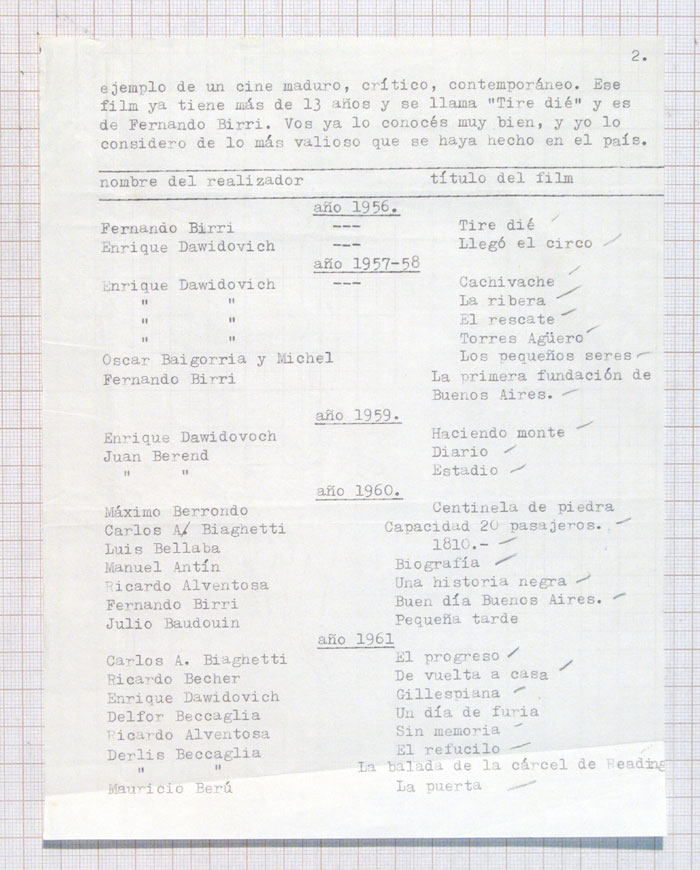 2.
ejemplo de un cine maduro, crítico, contemporáneo. Ese
film ya tiene más de 13 años y se llama "Tire dié" y es
de Fernando Birri. Vos ya lo conocés muy bien, y yo lo
considero de lo más valioso que se haya hecho en el país.
nombre del realizador título del film
año 1956.
Fernando Birri --- Tire dié
Enrique Dawidovich --- Llegó el circo
año 1957-58
Enrique Dawidovich --- Cachivache
" " La ribera
" " El rescate
" " Torres Agüero
Oscar Baigorria y Michel Los pequeños seres
Fernando Birri La primera fundación de
Buenos Aires.
año 1959.
Enrique Dawidovoch Haciendo monte
Juan Berend Diario
" " Estadio
año 1960.
Máximo Berrondo Centinela de piedra
Carlos A/ Biaghetti Capacidad 20 pasajeros.
Luis Bellaba 1810.-
Manuel Antín Biografía
Ricardo Alventosa Una historia negra
Fernando Birri Buen día Buenos Aires.
Julio Baudouin Pequeña tarde
año 1961
Carlos A. Biaghetti El progreso
Ricardo Becher De vuelta a casa
Enrique Dawidovich Gillespiana
Delfor Beccaglia Un día de furia
Ricardo Alventosa Sin memoria
Derlis Beccaglia El refucilo
" " La balada de la cárcel de Reading
Mauricio Berú La puerta